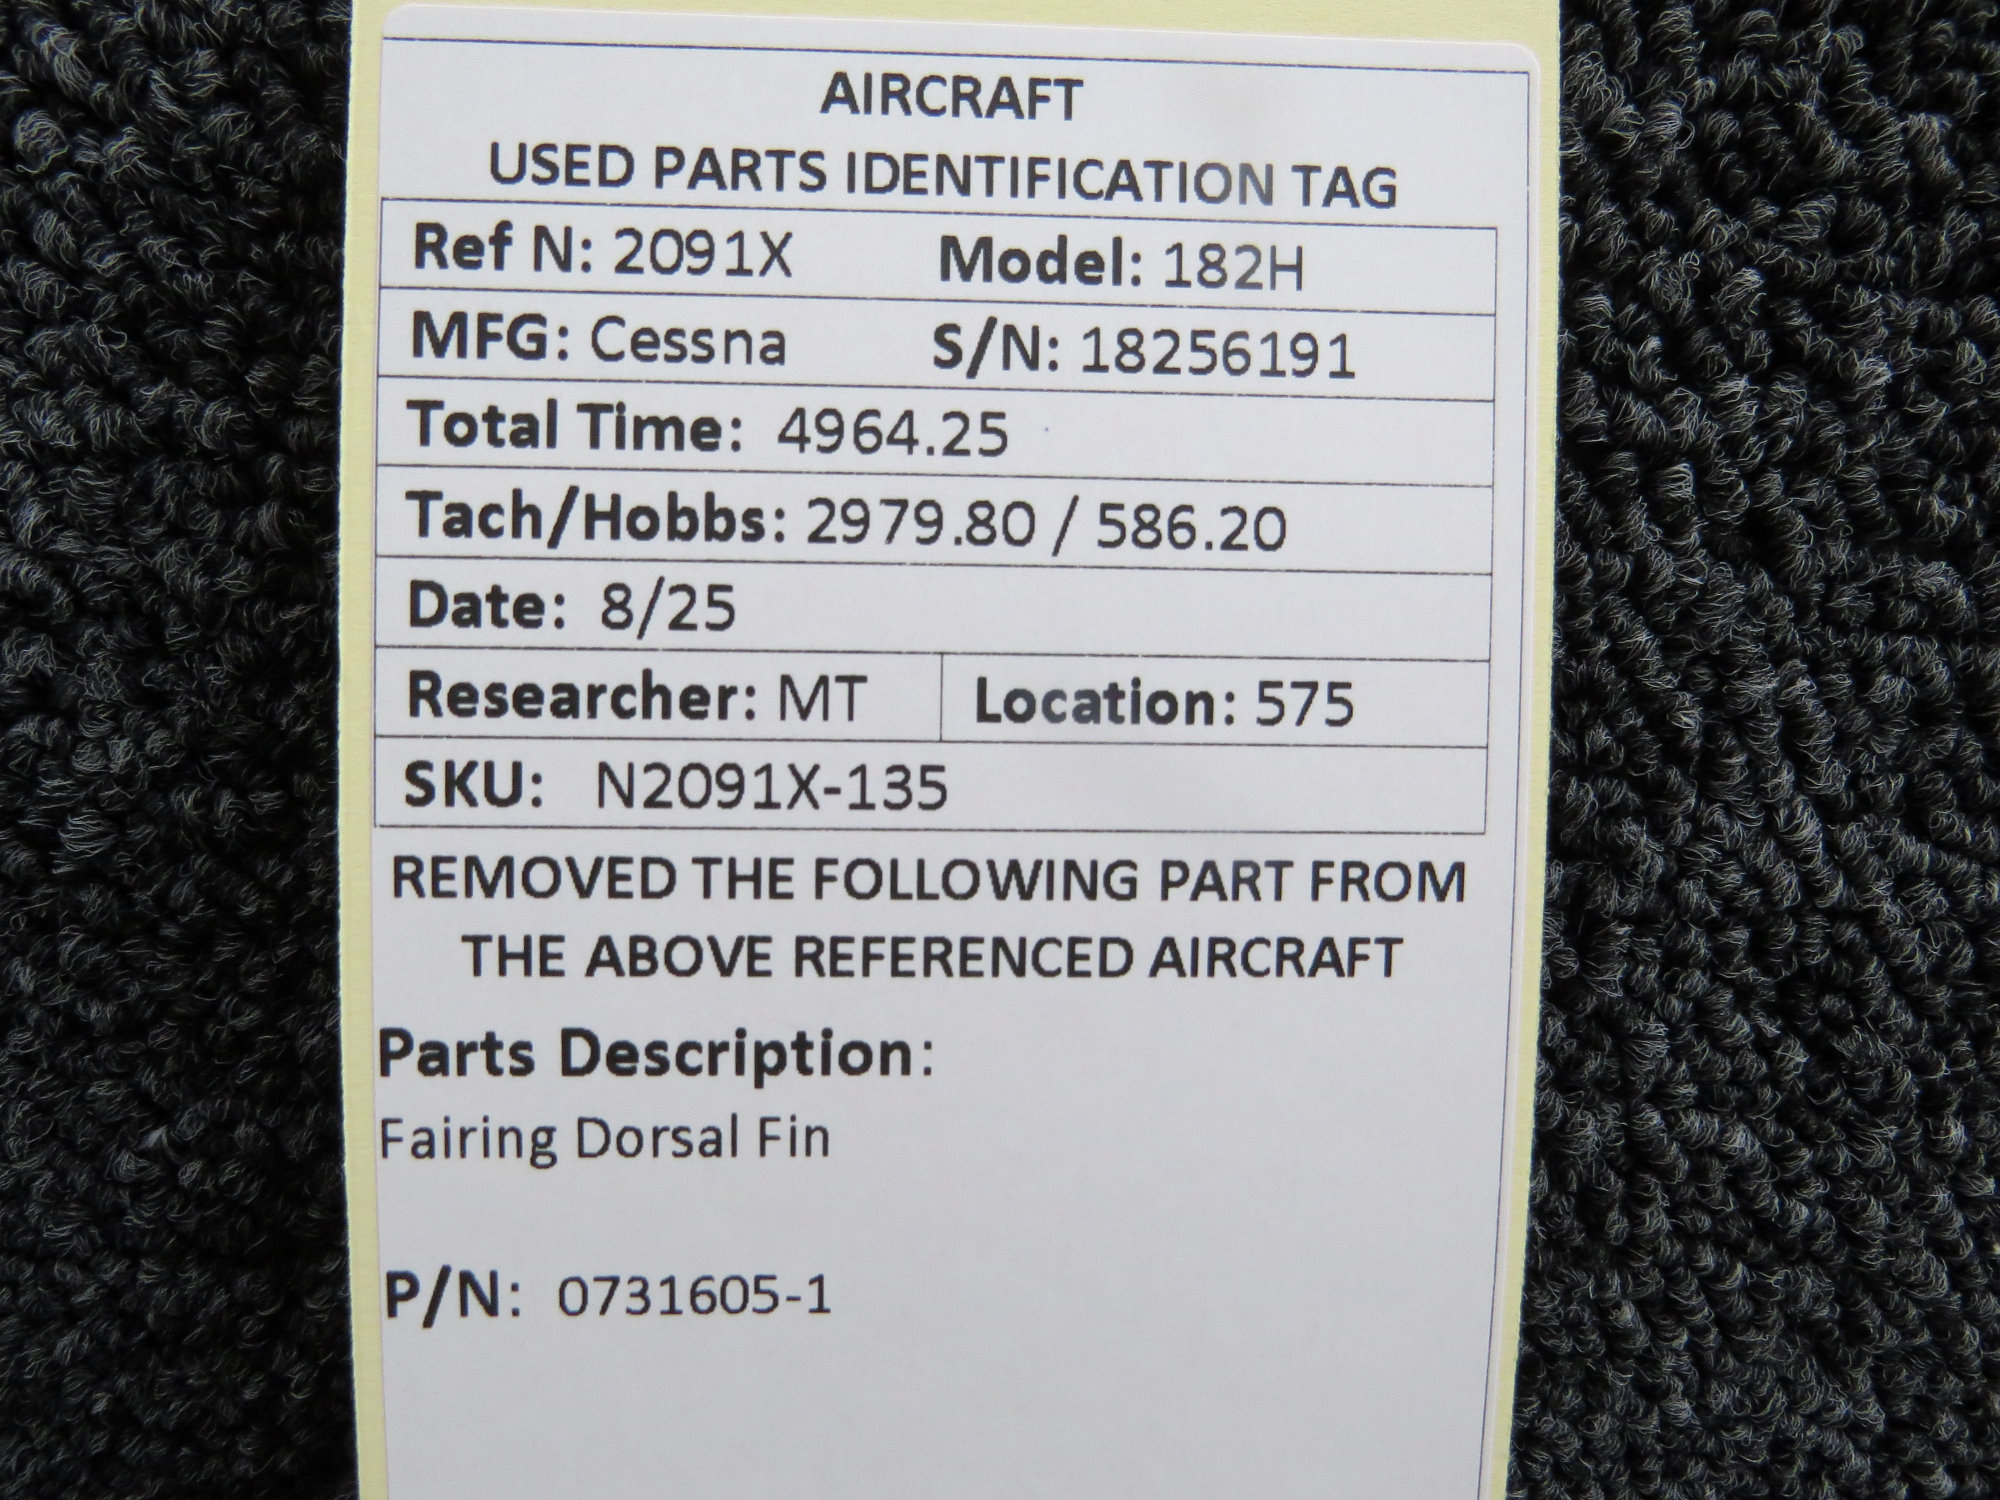 AIRCRAFT
USED PARTS IDENTIFICATION TAG
Ref N: 2091X Model: 182H
MFG: Cessna S/N: 18256191
Total Time: 4964.25
Tach/Hobbs: 2979.80 / 586.20
Date: 8/25
Researcher: MT Location: 575
SKU: N2091X-135
REMOVED THE FOLLOWING PART FROM
THE ABOVE REFERENCED AIRCRAFT
Parts Description:
Fairing Dorsal Fin
P/N: 0731605-1